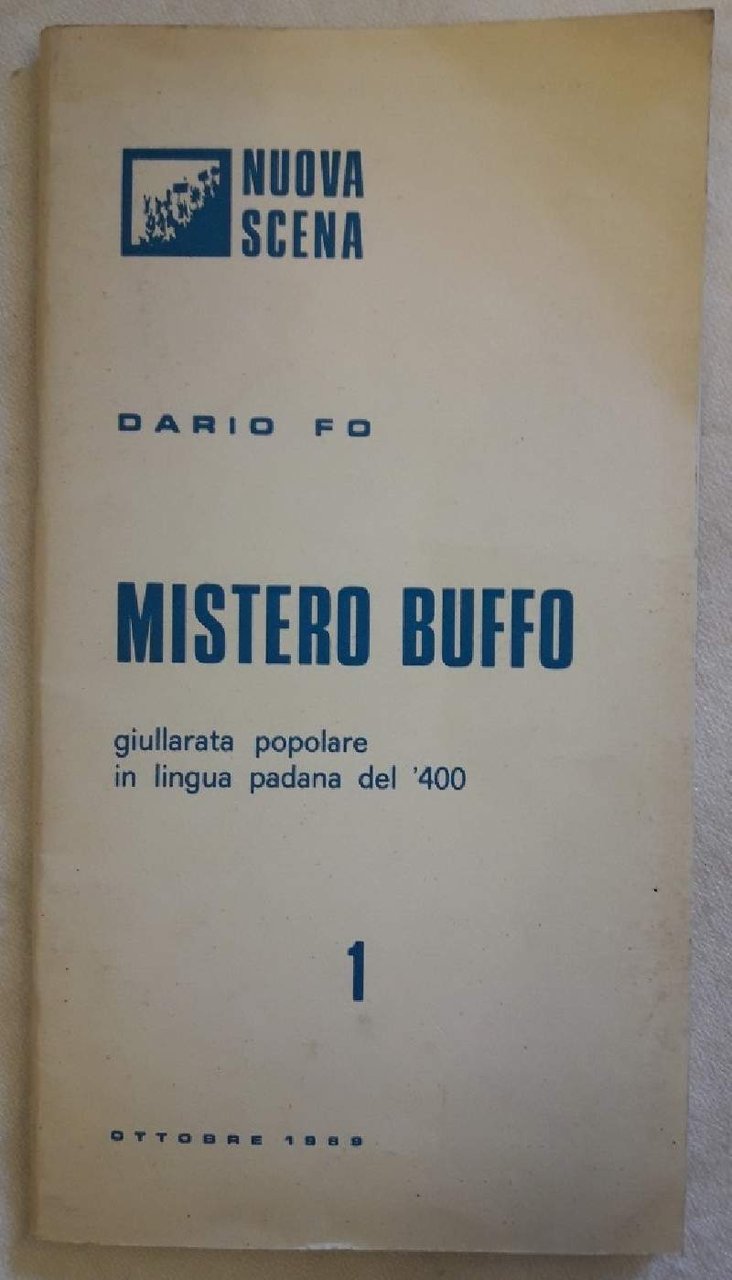 NUOVA
SCENA
DARIO FO
MISTERO BUFFO
giullarata popolare
in lingua padana del '400
1
OTTOBRE 1969